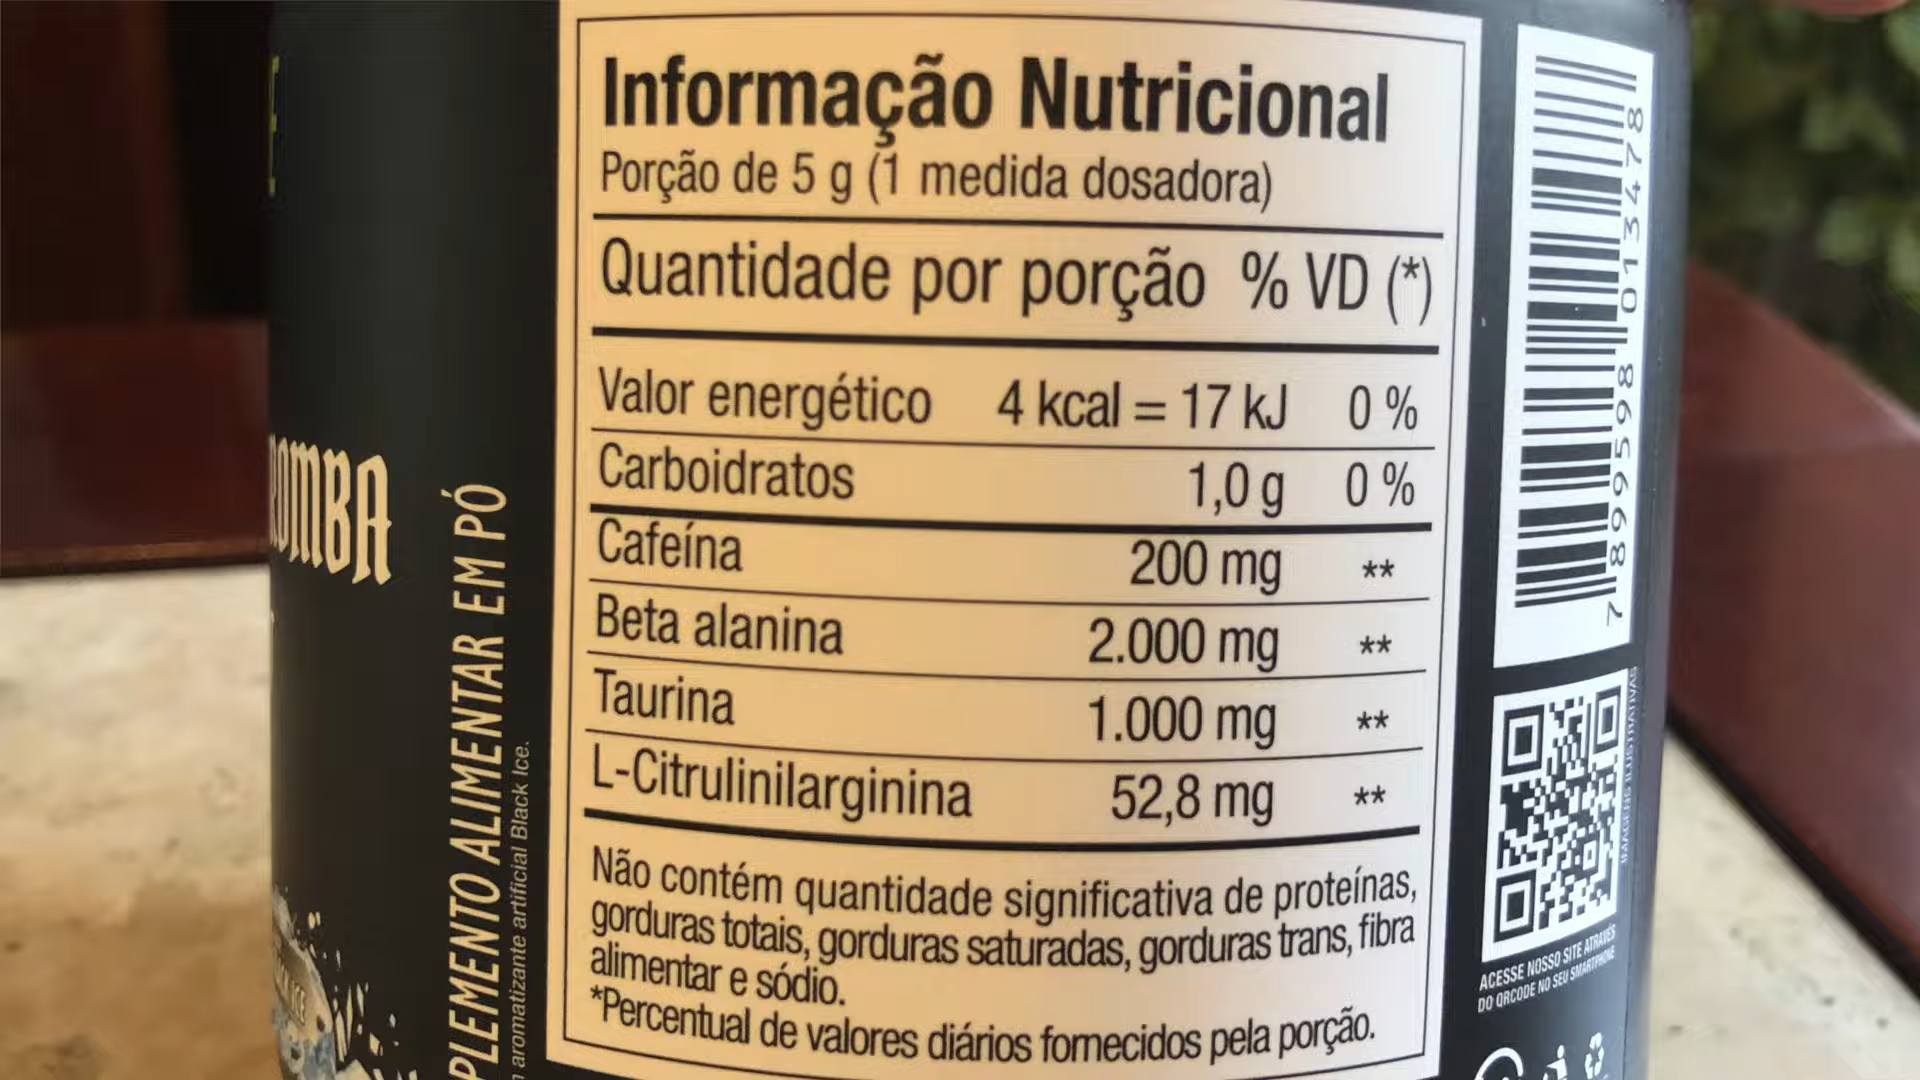 Informação Nutricional
Porção de 5 g (1 medida dosadora)
Quantidade por porção % VD (*)
Valor energético 4 kcal = 17 kJ 0 %
Carboidratos 1,0 g 0 %
Cafeína 200 mg **
Beta alanina 2.000 mg **
Taurina 1.000 mg **
L-Citrulinilarginina 52,8 mg **
Não contém quantidade significativa de proteínas,
gorduras totais, gorduras saturadas, gorduras trans, fibra
alimentar e sódio.
*Percentual de valores diários fornecidos pela porção.
OMBA
PLEMENTO ALIMENTAR EM PÓ
aromatizante artificial Black Ice.
7 899598 013478
IMAGENS ILUSTRATIVAS
ACESSE NOSSO SITE ATRAVÉS
DO QRCODE NO SEU SMARTPHONE